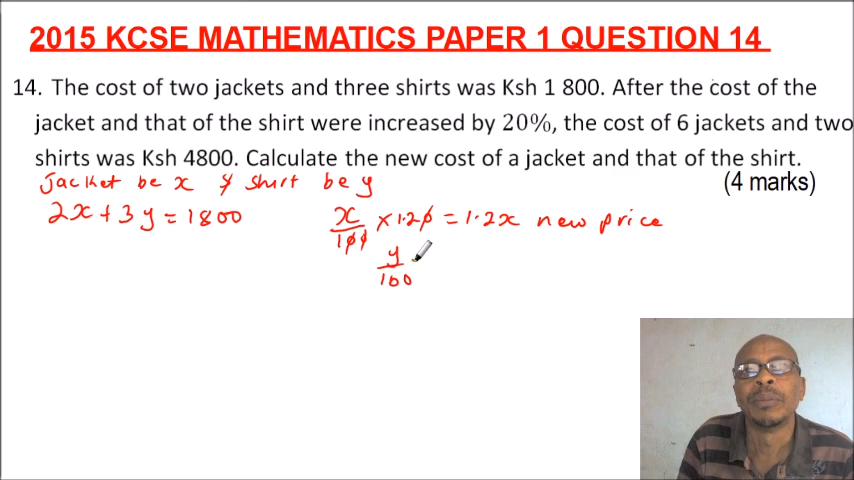 2015 KCSE MATHEMATICS PAPER 1 QUESTION 14
14. The cost of two jackets and three shirts was Ksh 1 800. After the cost of the
jacket and that of the shirt were increased by 20%, the cost of 6 jackets and two
shirts was Ksh 4800. Calculate the new cost of a jacket and that of the shirt.
(4 marks)
Jacket be x & shirt be y
2x + 3y = 1800
x/100 × 120 = 1.2x new price
y/100